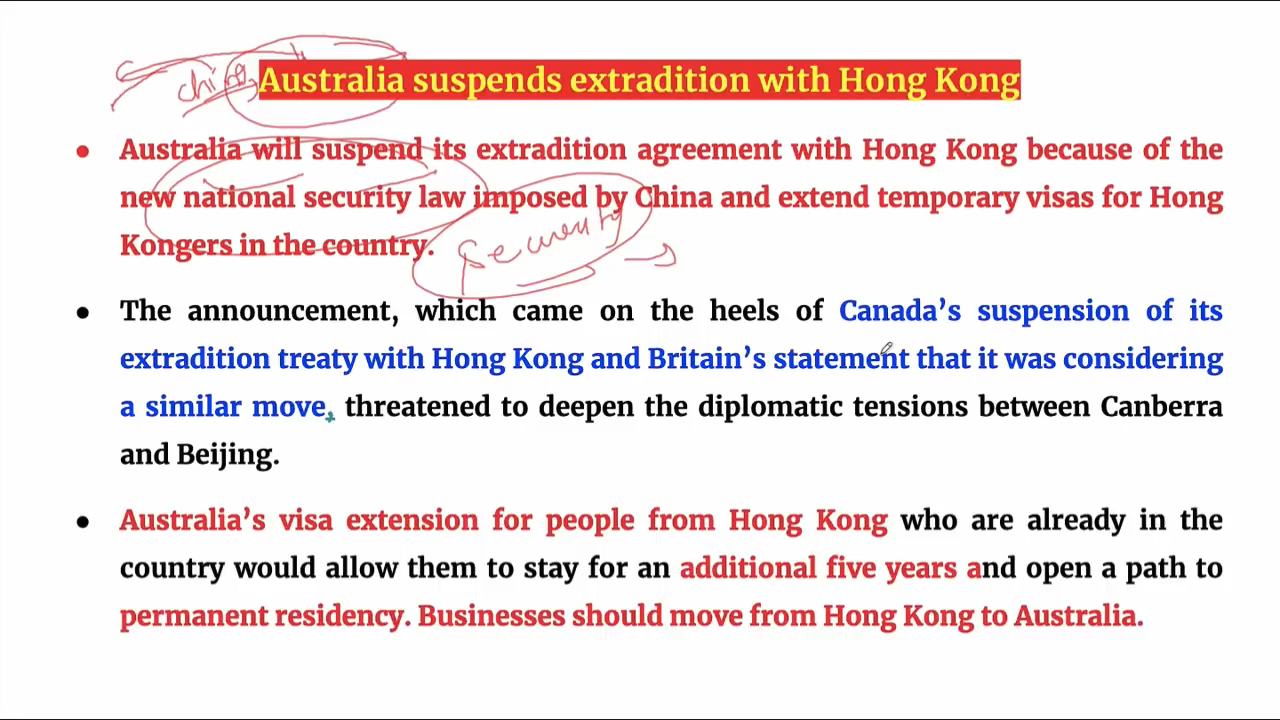 Australia suspends extradition with Hong Kong
china
• Australia will suspend its extradition agreement with Hong Kong because of the
new national security law imposed by China and extend temporary visas for Hong
Kongers in the country.
security
• The announcement, which came on the heels of Canada’s suspension of its
extradition treaty with Hong Kong and Britain’s statement that it was considering
a similar move, threatened to deepen the diplomatic tensions between Canberra
and Beijing.
• Australia’s visa extension for people from Hong Kong who are already in the
country would allow them to stay for an additional five years and open a path to
permanent residency. Businesses should move from Hong Kong to Australia.